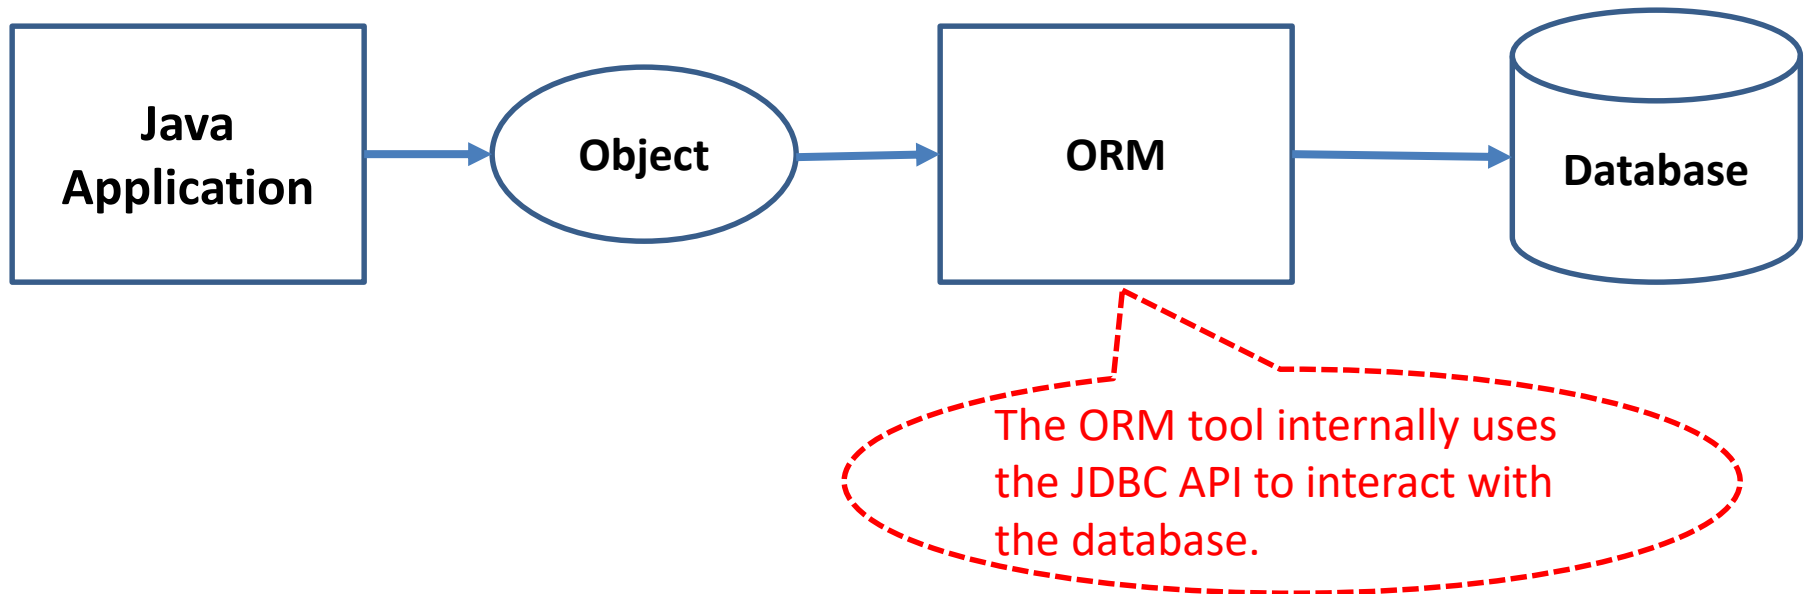 Java
Application
Object
ORM
Database
The ORM tool internally uses
the JDBC API to interact with
the database.